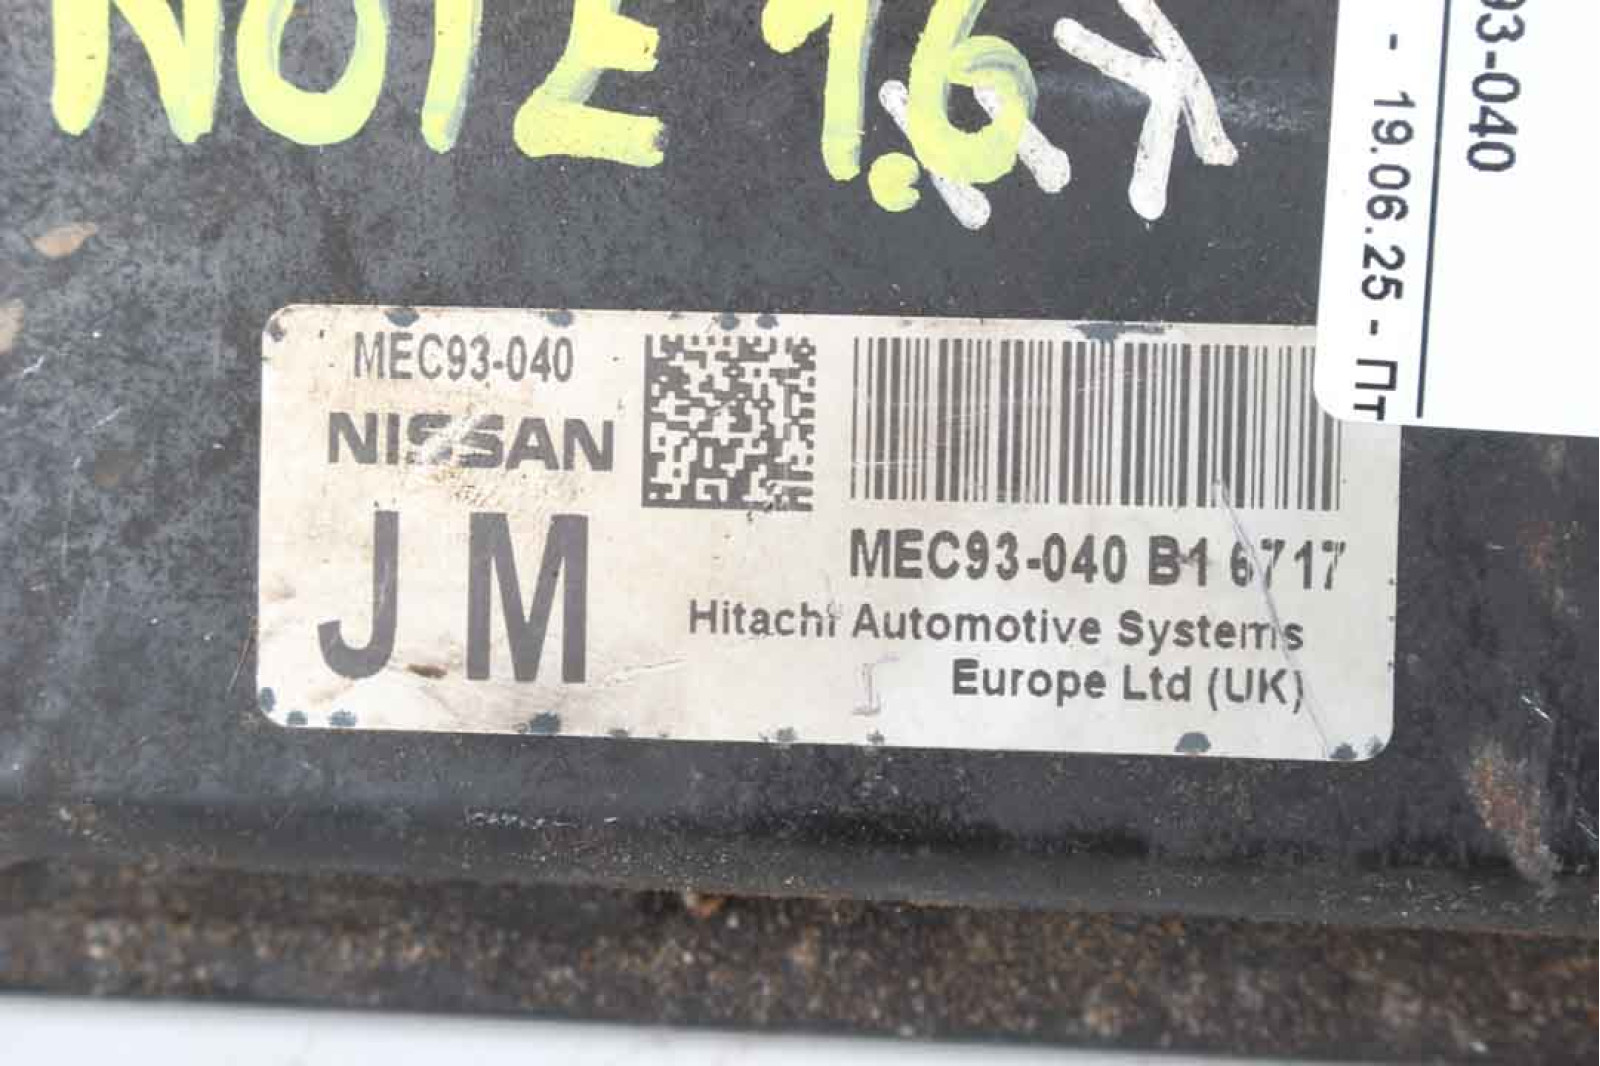 NOTE 1.6
93-040
- 19.06.25 - Пт
MEC93-040
NISSAN
J M
MEC93-040 B1 6717
Hitachi Automotive Systems
Europe Ltd (UK)